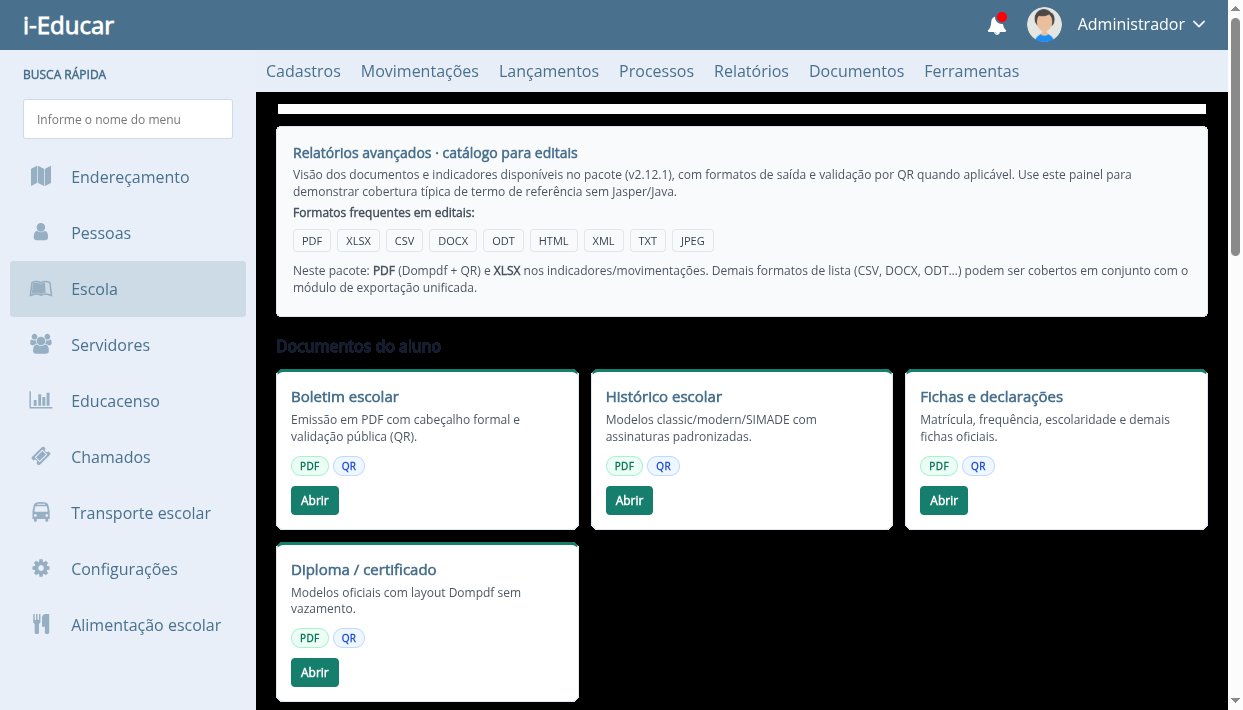 i-Educar
Administrador
BUSCA RÁPIDA
Informe o nome do menu
Endereçamento
Pessoas
Escola
Servidores
Educacenso
Chamados
Transporte escolar
Configurações
Alimentação escolar
Cadastros Movimentações Lançamentos Processos Relatórios Documentos Ferramentas
Relatórios avançados · catálogo para editais
Visão dos documentos e indicadores disponíveis no pacote (v2.12.1), com formatos de saída e validação por QR quando aplicável. Use este painel para
demonstrar cobertura típica de termo de referência sem Jasper/Java.
Formatos frequentes em editais:
PDF XLSX CSV DOCX ODT HTML XML TXT JPEG
Neste pacote: PDF (Dompdf + QR) e XLSX nos indicadores/movimentações. Demais formatos de lista (CSV, DOCX, ODT...) podem ser cobertos em conjunto com o
módulo de exportação unificada.
Documentos do aluno
Boletim escolar
Emissão em PDF com cabeçalho formal e
validação pública (QR).
PDF QR
Abrir
Histórico escolar
Modelos classic/modern/SIMADE com
assinaturas padronizadas.
PDF QR
Abrir
Fichas e declarações
Matrícula, frequência, escolaridade e demais
fichas oficiais.
PDF QR
Abrir
Diploma / certificado
Modelos oficiais com layout Dompdf sem
vazamento.
PDF QR
Abrir